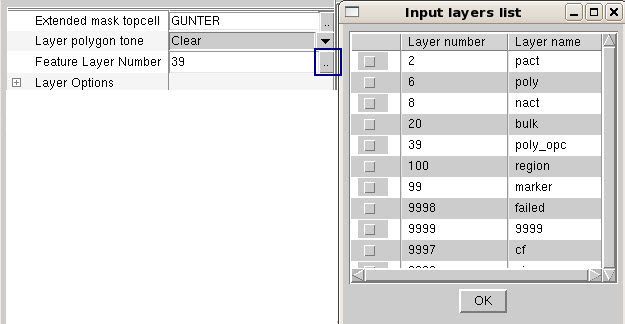 Extended mask topcell GUNTER ..
Layer polygon tone Clear
Feature Layer Number 39 ..
Layer Options
Input layers list
Layer number Layer name
2 pact
6 poly
8 nact
20 bulk
39 poly_opc
100 region
99 marker
9998 failed
9999 9999
9997 cf
OK